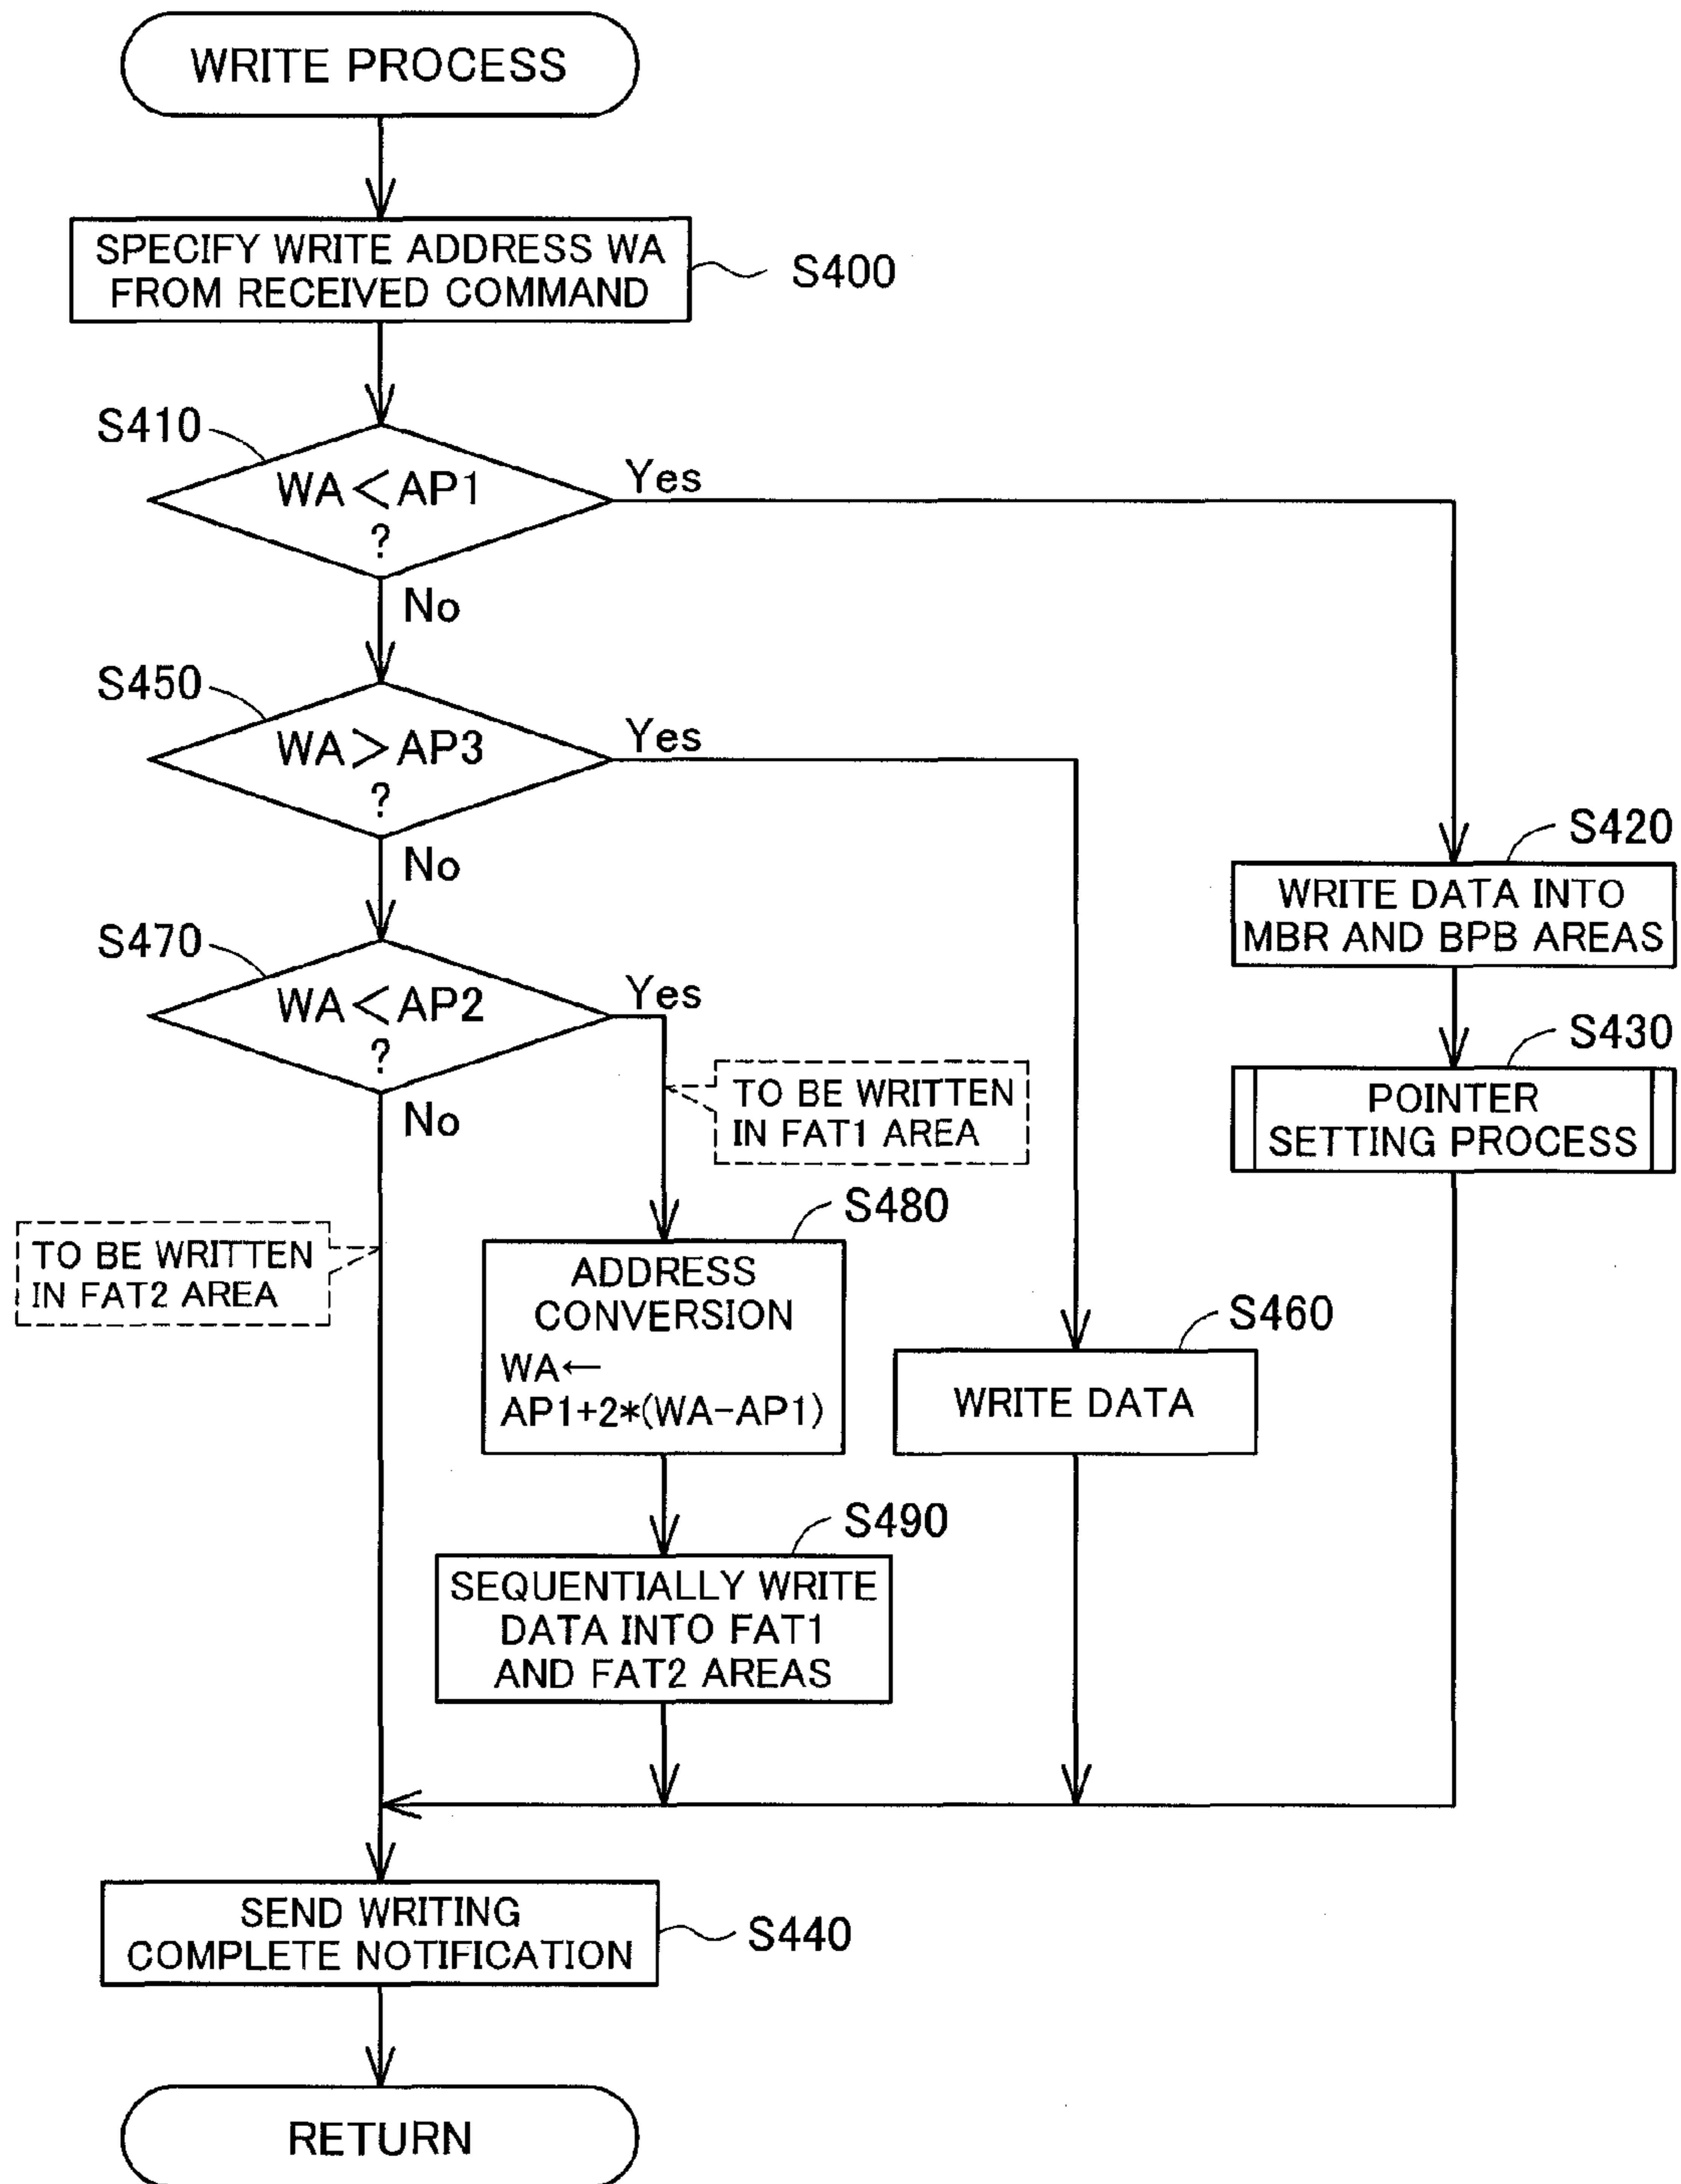 WRITE PROCESS
SPECIFY WRITE ADDRESS WA
FROM RECEIVED COMMAND
S400
S410
WA<AP1
?
Yes
No
S450
WA>AP3
?
Yes
No
S420
WRITE DATA INTO
MBR AND BPB AREAS
S470
WA<AP2
?
Yes
No
S430
POINTER
SETTING PROCESS
TO BE WRITTEN
IN FAT1 AREA
TO BE WRITTEN
IN FAT2 AREA
S480
ADDRESS
CONVERSION
WA←
AP1+2*(WA-AP1)
S460
WRITE DATA
S490
SEQUENTIALLY WRITE
DATA INTO FAT1
AND FAT2 AREAS
SEND WRITING
COMPLETE NOTIFICATION
S440
RETURN